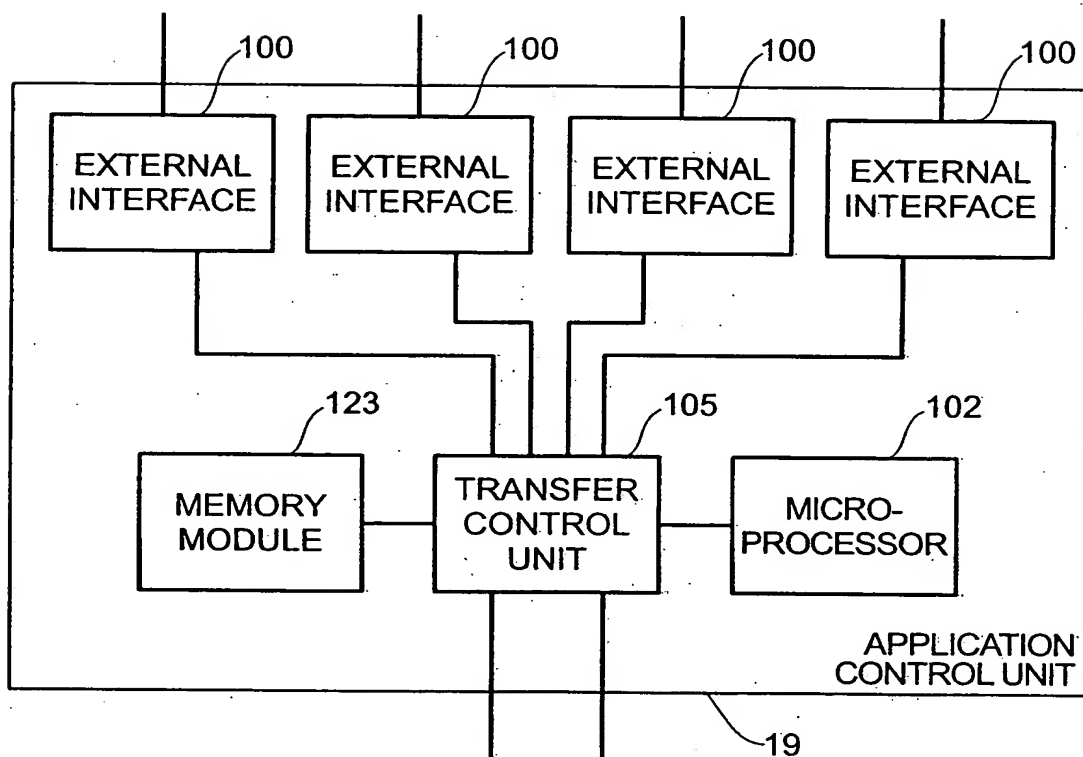 100
100
100
100
EXTERNAL
INTERFACE
EXTERNAL
INTERFACE
EXTERNAL
INTERFACE
EXTERNAL
INTERFACE
123
105
102
MEMORY
MODULE
TRANSFER
CONTROL
UNIT
MICRO-
PROCESSOR
APPLICATION
CONTROL UNIT
19